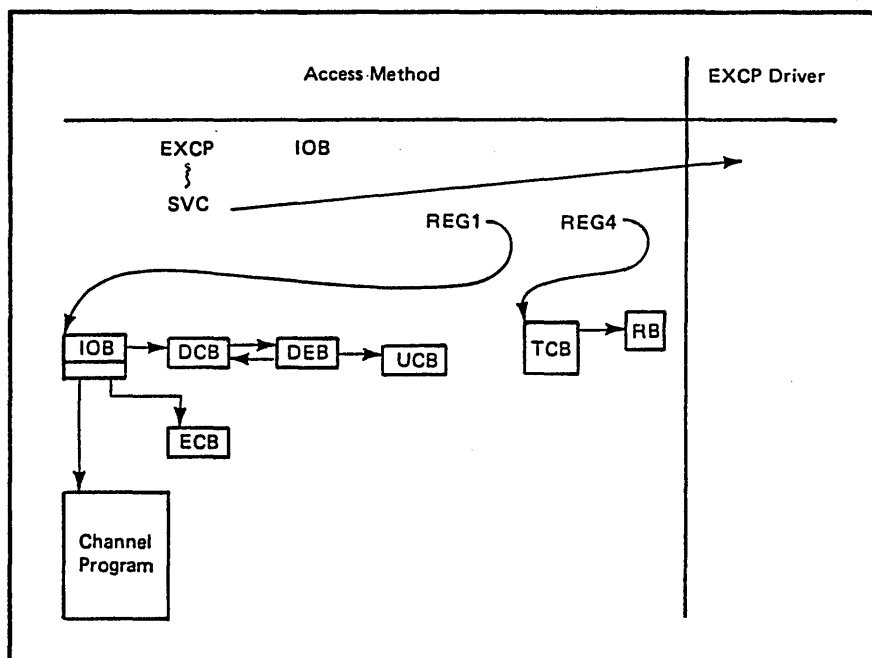 Access Method
EXCP Driver
EXCP
IOB
SVC
REG1
REG4
IOB
DCB
DEB
UCB
TCB
RB
ECB
Channel
Program